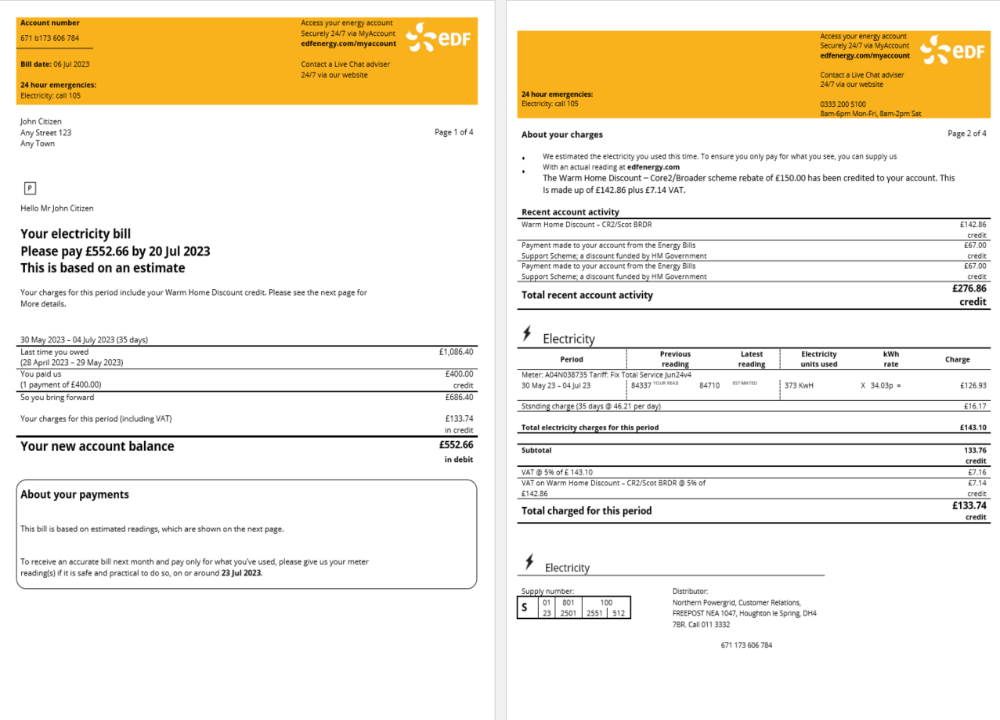 Account number
671 b173 606 784
Bill date: 06 Jul 2023
24 hour emergencies:
Electricity: call 105
Access your energy account
Securely 24/7 via MyAccount
edfenergy.com/myaccount
Contact a Live Chat adviser
24/7 via our website
eDF
John Citizen
Any Street 123
Any Town
Page 1 of 4
P
Hello Mr John Citizen
Your electricity bill
Please pay £552.66 by 20 Jul 2023
This is based on an estimate
Your charges for this period include your Warm Home Discount credit. Please see the next page for
More details.
30 May 2023 – 04 July 2023 (35 days)
Last time you owed £1,086.40
(28 April 2023 – 29 May 2023)
You paid us £400.00
(1 payment of £400.00) credit
So you bring forward £686.40
Your charges for this period (including VAT) £133.74
in credit
Your new account balance £552.66
in debit
About your payments
This bill is based on estimated readings, which are shown on the next page.
To receive an accurate bill next month and pay only for what you've used, please give us your meter
reading(s) if it is safe and practical to do so, on or around 23 Jul 2023.
24 hour emergencies:
Electricity: call 105
Access your energy account
Securely 24/7 via MyAccount
edfenergy.com/myaccount
Contact a Live Chat adviser
24/7 via our website
0333 200 5100
8am-6pm Mon-Fri, 8am-2pm Sat
eDF
About your charges
Page 2 of 4
• We estimated the electricity you used this time. To ensure you only pay for what you see, you can supply us
• With an actual reading at edfenergy.com
The Warm Home Discount – Core2/Broader scheme rebate of £150.00 has been credited to your account. This
Is made up of £142.86 plus £7.14 VAT.
Recent account activity
Warm Home Discount – CR2/Scot BRDR £142.86
credit
Payment made to your account from the Energy Bills £67.00
Support Scheme; a discount funded by HM Government credit
Payment made to your account from the Energy Bills £67.00
Support Scheme; a discount funded by HM Government credit
Total recent account activity £276.86
credit
Electricity
Period Previous reading Latest reading Electricity units used kWh rate Charge
Meter: A04N038735 Tariff: Fix Total Service Jun24v4
30 May 23 – 04 Jul 23 84337 YOUR READ 84710 ESTIMATED 373 KwH X 34.03p = £126.93
Stsnding charge (35 days @ 46.21 per day) £16.17
Total electricity charges for this period £143.10
Subtotal 133.76
credit
VAT @ 5% of £ 143.10 £7.16
VAT on Warm Home Discount – CR2/Scot BRDR @ 5% of £7.14
£142.86 credit
Total charged for this period £133.74
credit
Electricity
Supply number:
S 01 801 100
23 2501 2551 512
Distributor:
Northern Powergrid, Customer Relations,
FREEPOST NEA 1047, Houghton le Spring, DH4
7BR. Call 011 3332
671 173 606 784